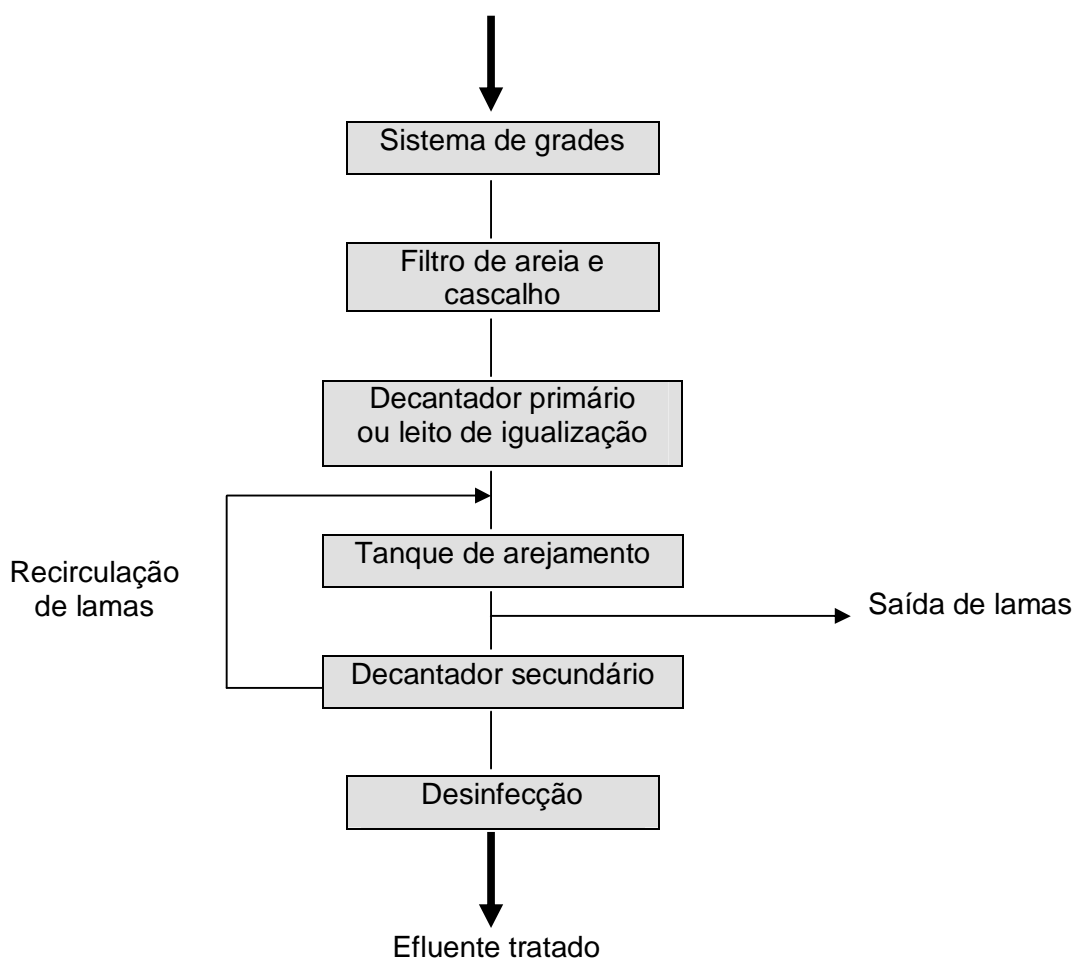 Sistema de grades
Filtro de areia e
cascalho
Decantador primário
ou leito de igualização
Tanque de arejamento
Recirculação
de lamas
Saída de lamas
Decantador secundário
Desinfecção
Efluente tratado